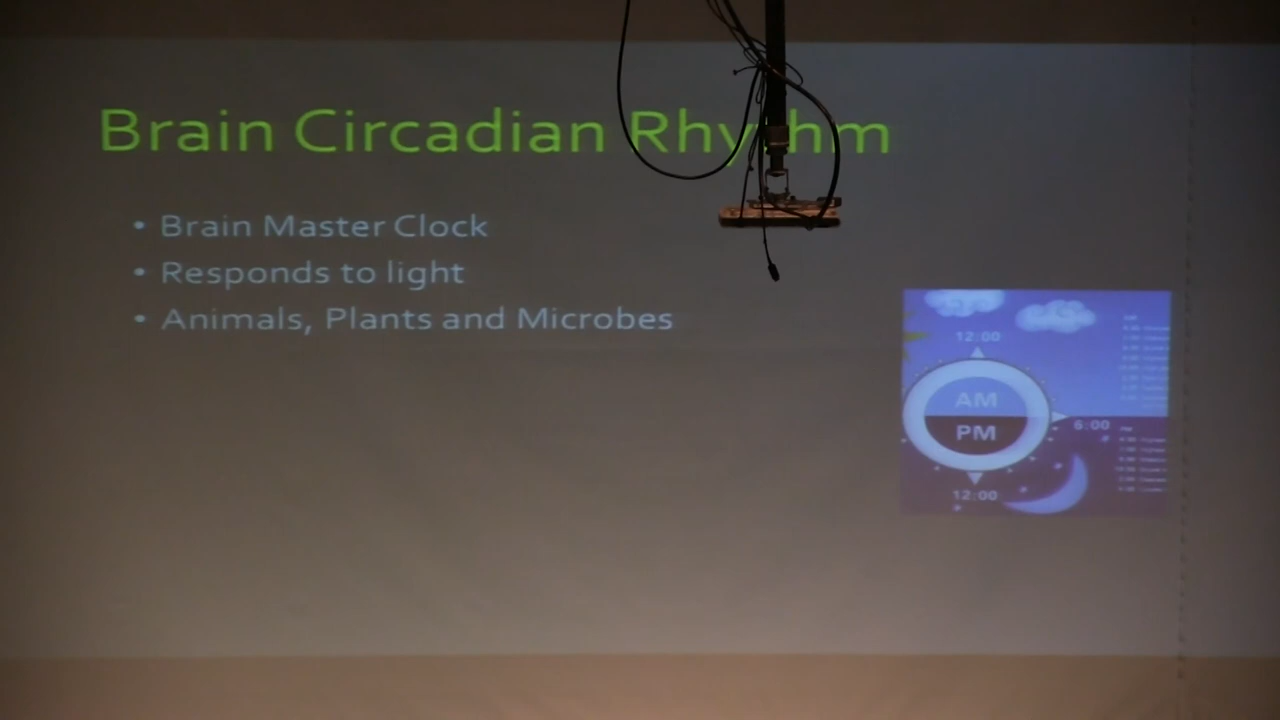 Brain Circadian Rhythm
• Brain Master Clock
• Responds to light
• Animals, Plants and Microbes
12:00
AM
PM
6:00
12:00